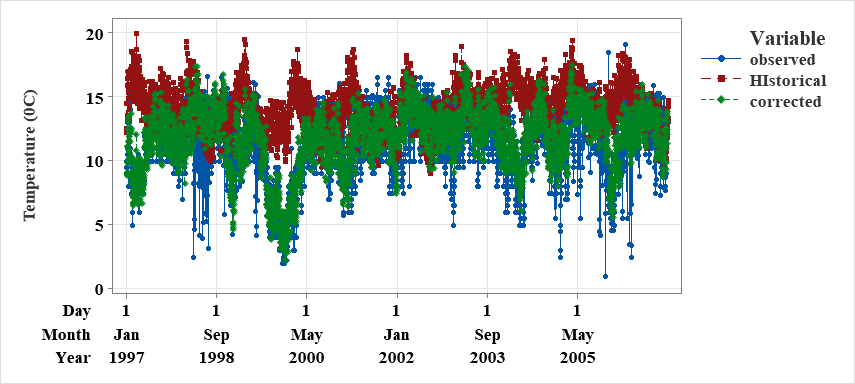 Variable
observed
HIstorical
corrected
Temperature (0C)
20
15
10
5
0
Day 1 1 1 1 1 1
Month Jan Sep May Jan Sep May
Year 1997 1998 2000 2002 2003 2005